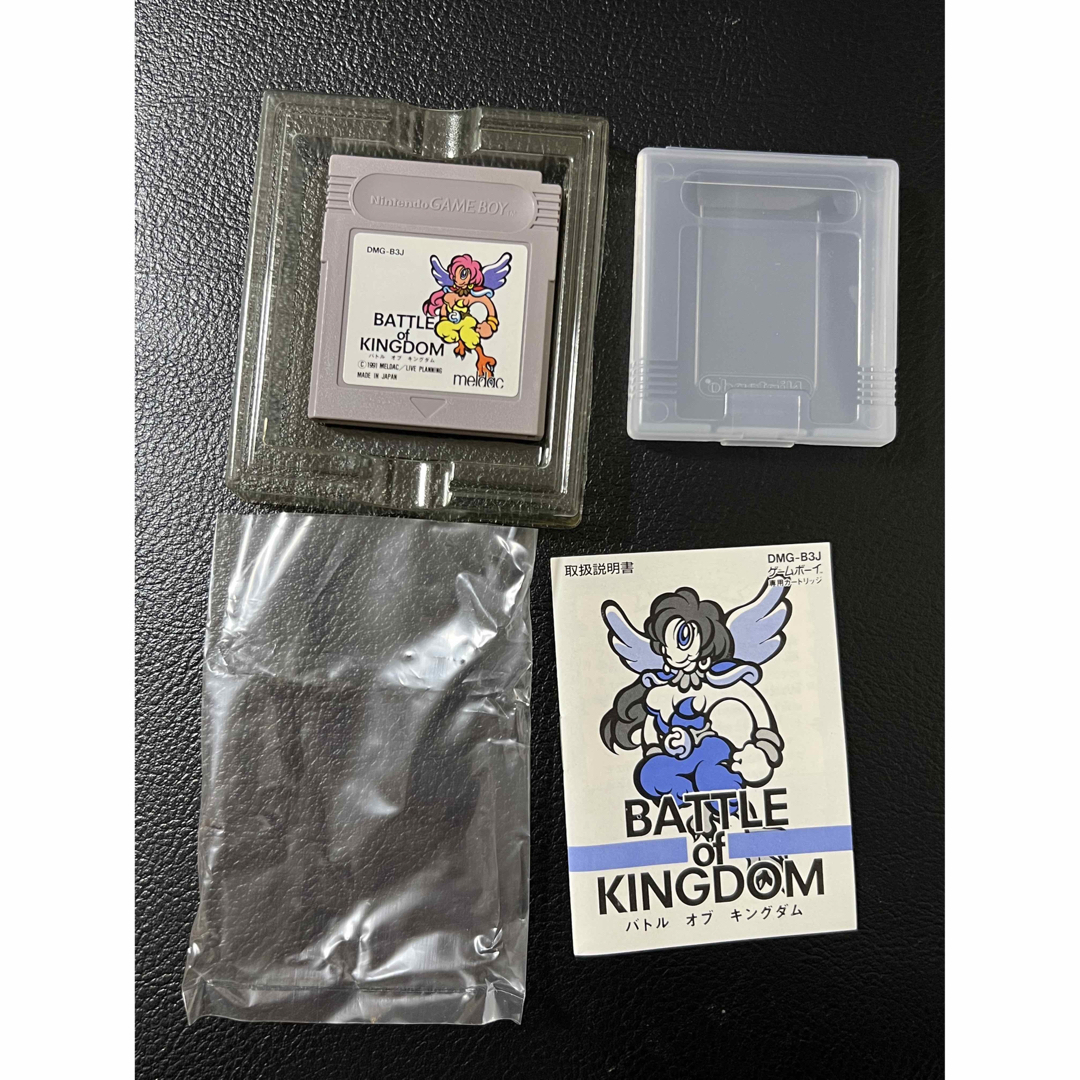 Nintendo GAME BOY TM
DMG-B3J
BATTLE
of
KINGDOM
バトル オブ キングダム
© 1991 MELDAC／LIVE PLANNING
MADE IN JAPAN
meldac
取扱説明書
DMG-B3J
ゲームボーイ TM
専用カートリッジ
BATTLE
of
KINGDOM
バトル オブ キングダム